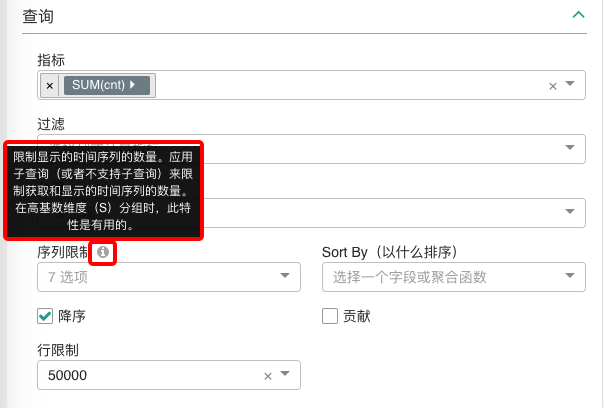 查询
指标
× SUM(cnt)
×
过滤
限制显示的时间序列的数量。应用
子查询（或者不支持子查询）来限
制获取和显示的时间序列的数量。
在高基数维度（S）分组时，此特
性是有用的。
序列限制
Sort By（以什么排序）
7 选项
选择一个字段或聚合函数
降序
贡献
行限制
50000 ×